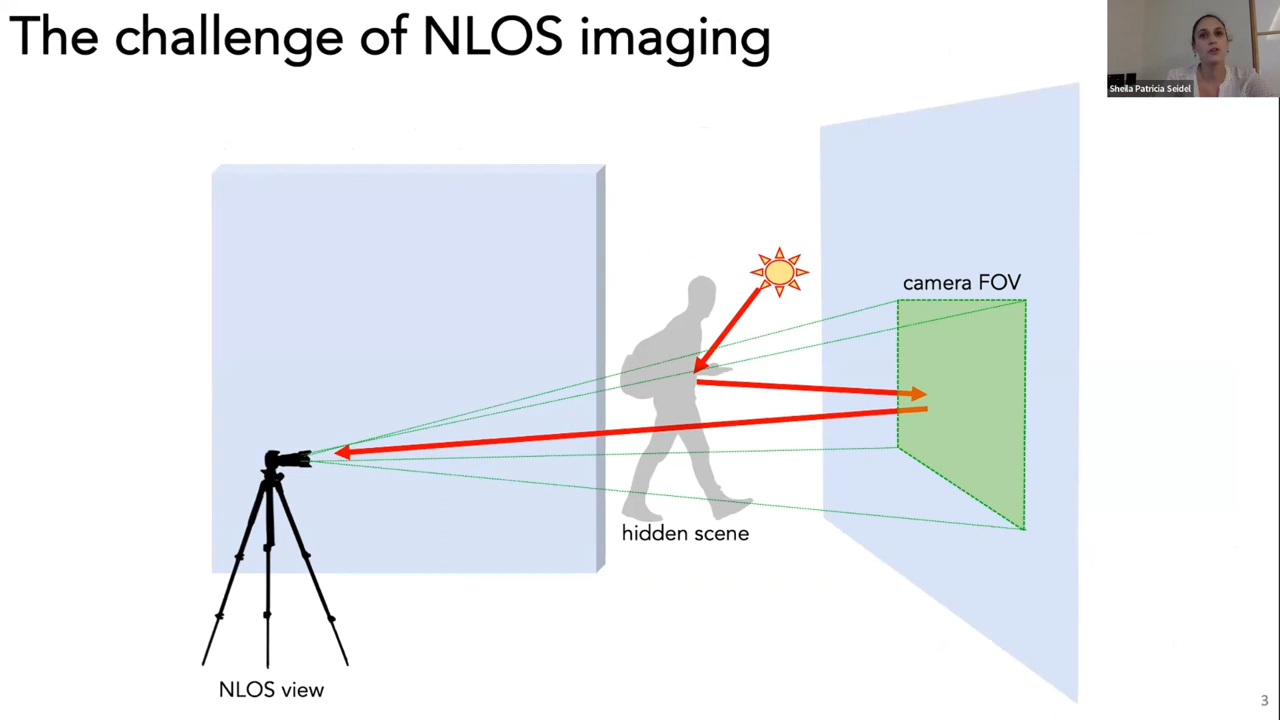 The challenge of NLOS imaging
Sheila Patricia Seidel
camera FOV
hidden scene
NLOS view
3